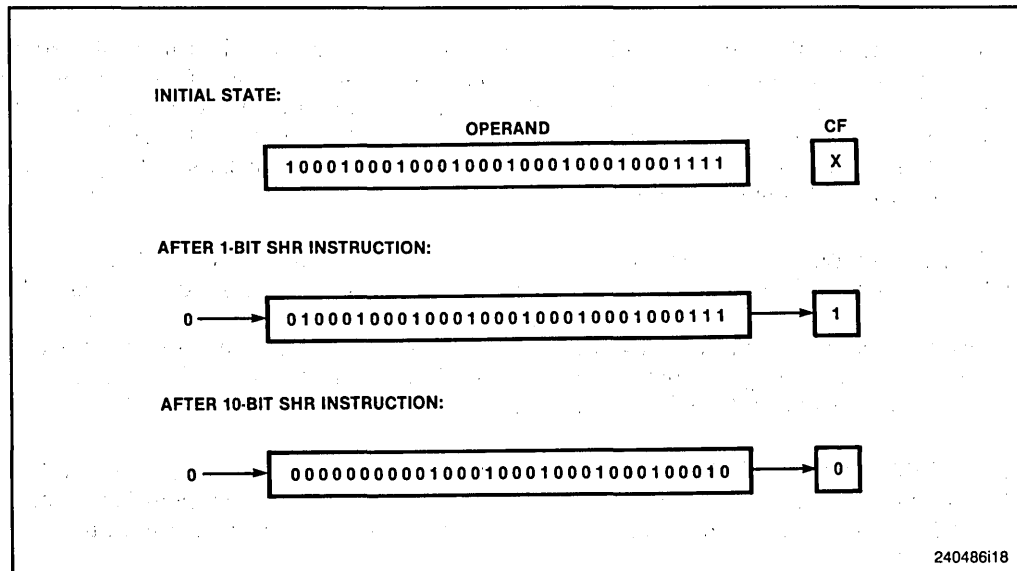 INITIAL STATE:
OPERAND CF
10001000100010001000100010001111 X
AFTER 1-BIT SHR INSTRUCTION:
0 01000100010001000100010001000111 1
AFTER 10-BIT SHR INSTRUCTION:
0 00000000001000100010001000100010 0
240486i18